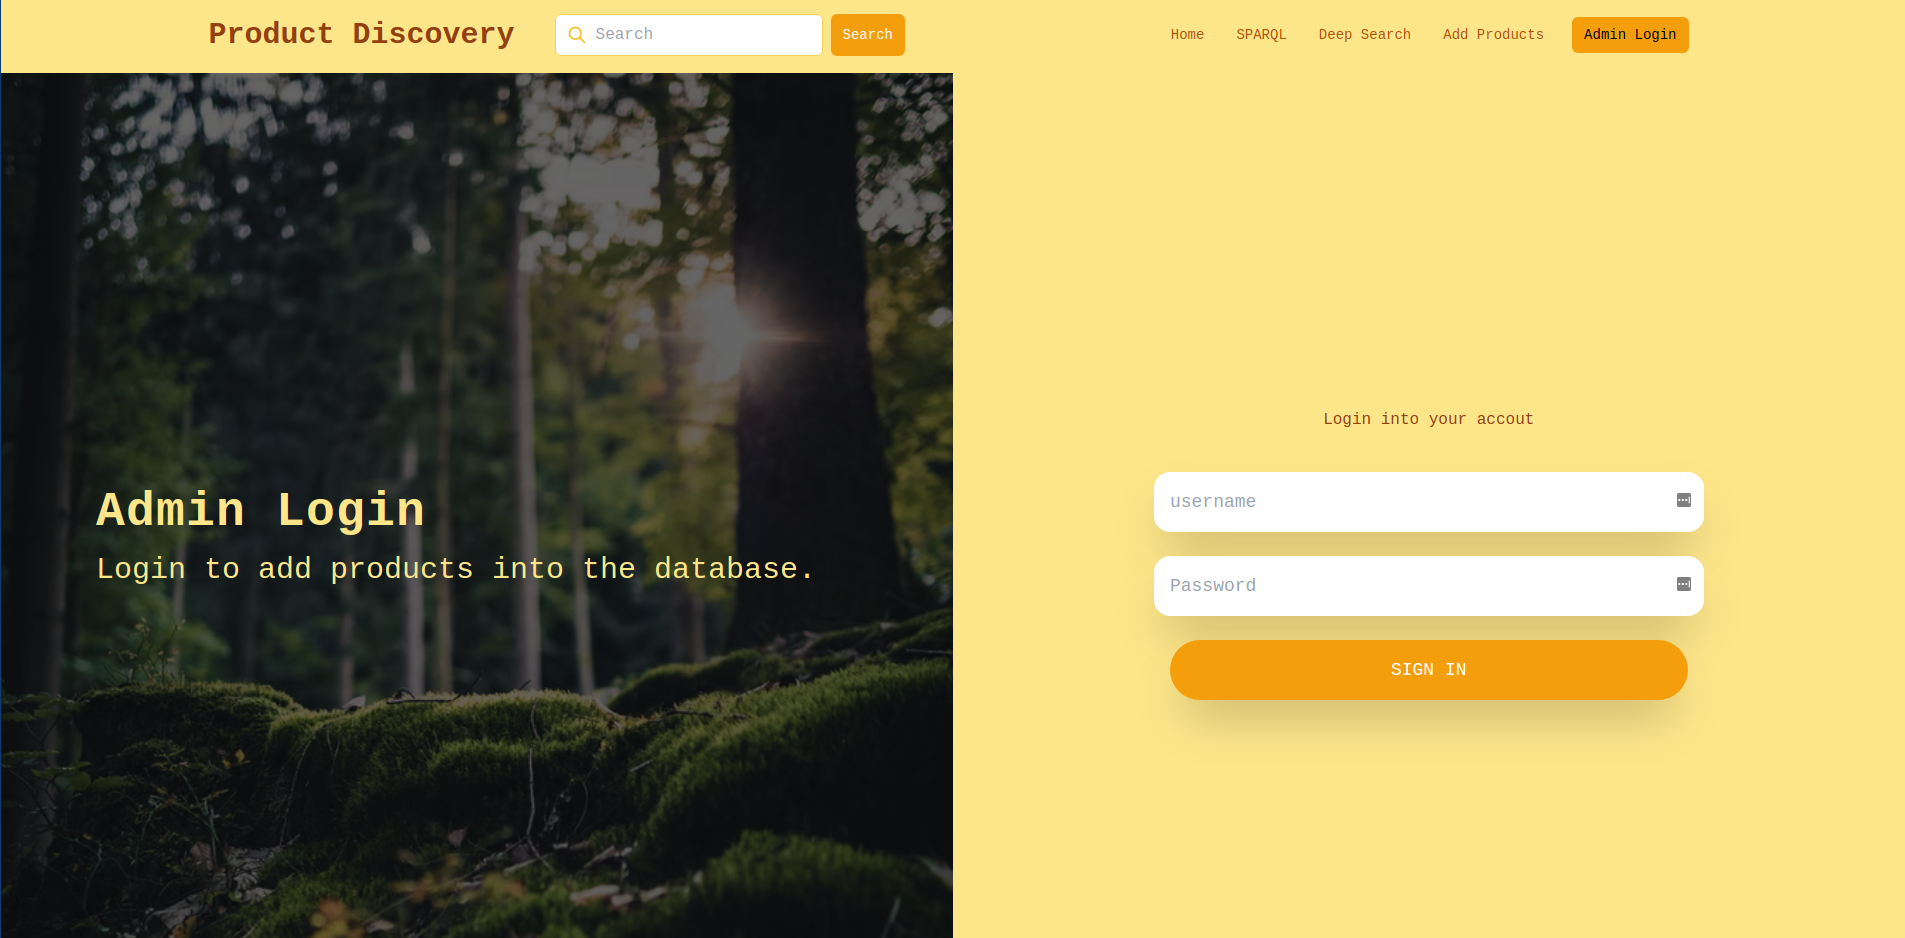 Product Discovery
Search
Search
Home
SPARQL
Deep Search
Add Products
Admin Login
Admin Login
Login to add products into the database.
Login into your accout
username
Password
SIGN IN